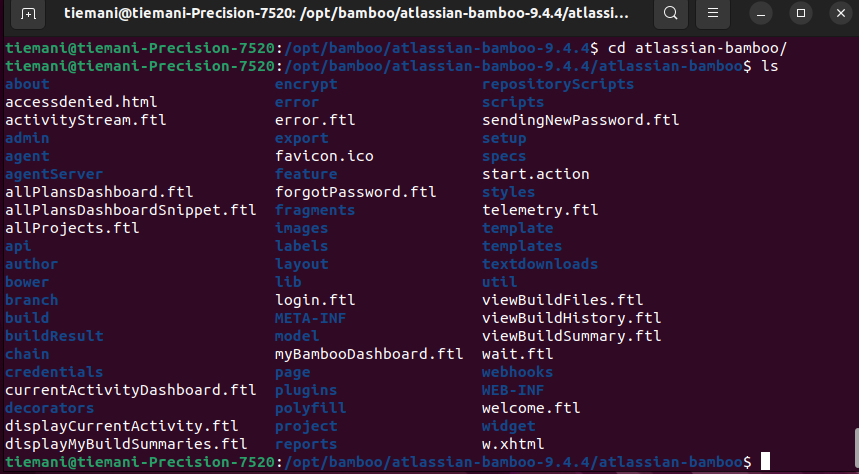 tiemani@tiemani-Precision-7520: /opt/bamboo/atlassian-bamboo-9.4.4/atlassi...
tiemani@tiemani-Precision-7520:/opt/bamboo/atlassian-bamboo-9.4.4$ cd atlassian-bamboo/
tiemani@tiemani-Precision-7520:/opt/bamboo/atlassian-bamboo-9.4.4/atlassian-bamboo$ ls
about encrypt repositoryScripts
accessdenied.html error scripts
activityStream.ftl error.ftl sendingNewPassword.ftl
admin export setup
agent favicon.ico specs
agentServer feature start.action
allPlansDashboard.ftl forgotPassword.ftl styles
allPlansDashboardSnippet.ftl fragments telemetry.ftl
allProjects.ftl images template
api labels templates
author layout textdownloads
bower lib util
branch login.ftl viewBuildFiles.ftl
build META-INF viewBuildHistory.ftl
buildResult model viewBuildSummary.ftl
chain myBambooDashboard.ftl wait.ftl
credentials page webhooks
currentActivityDashboard.ftl plugins WEB-INF
decorators polyfill welcome.ftl
displayCurrentActivity.ftl project widget
displayMyBuildSummaries.ftl reports w.xhtml
tiemani@tiemani-Precision-7520:/opt/bamboo/atlassian-bamboo-9.4.4/atlassian-bamboo$